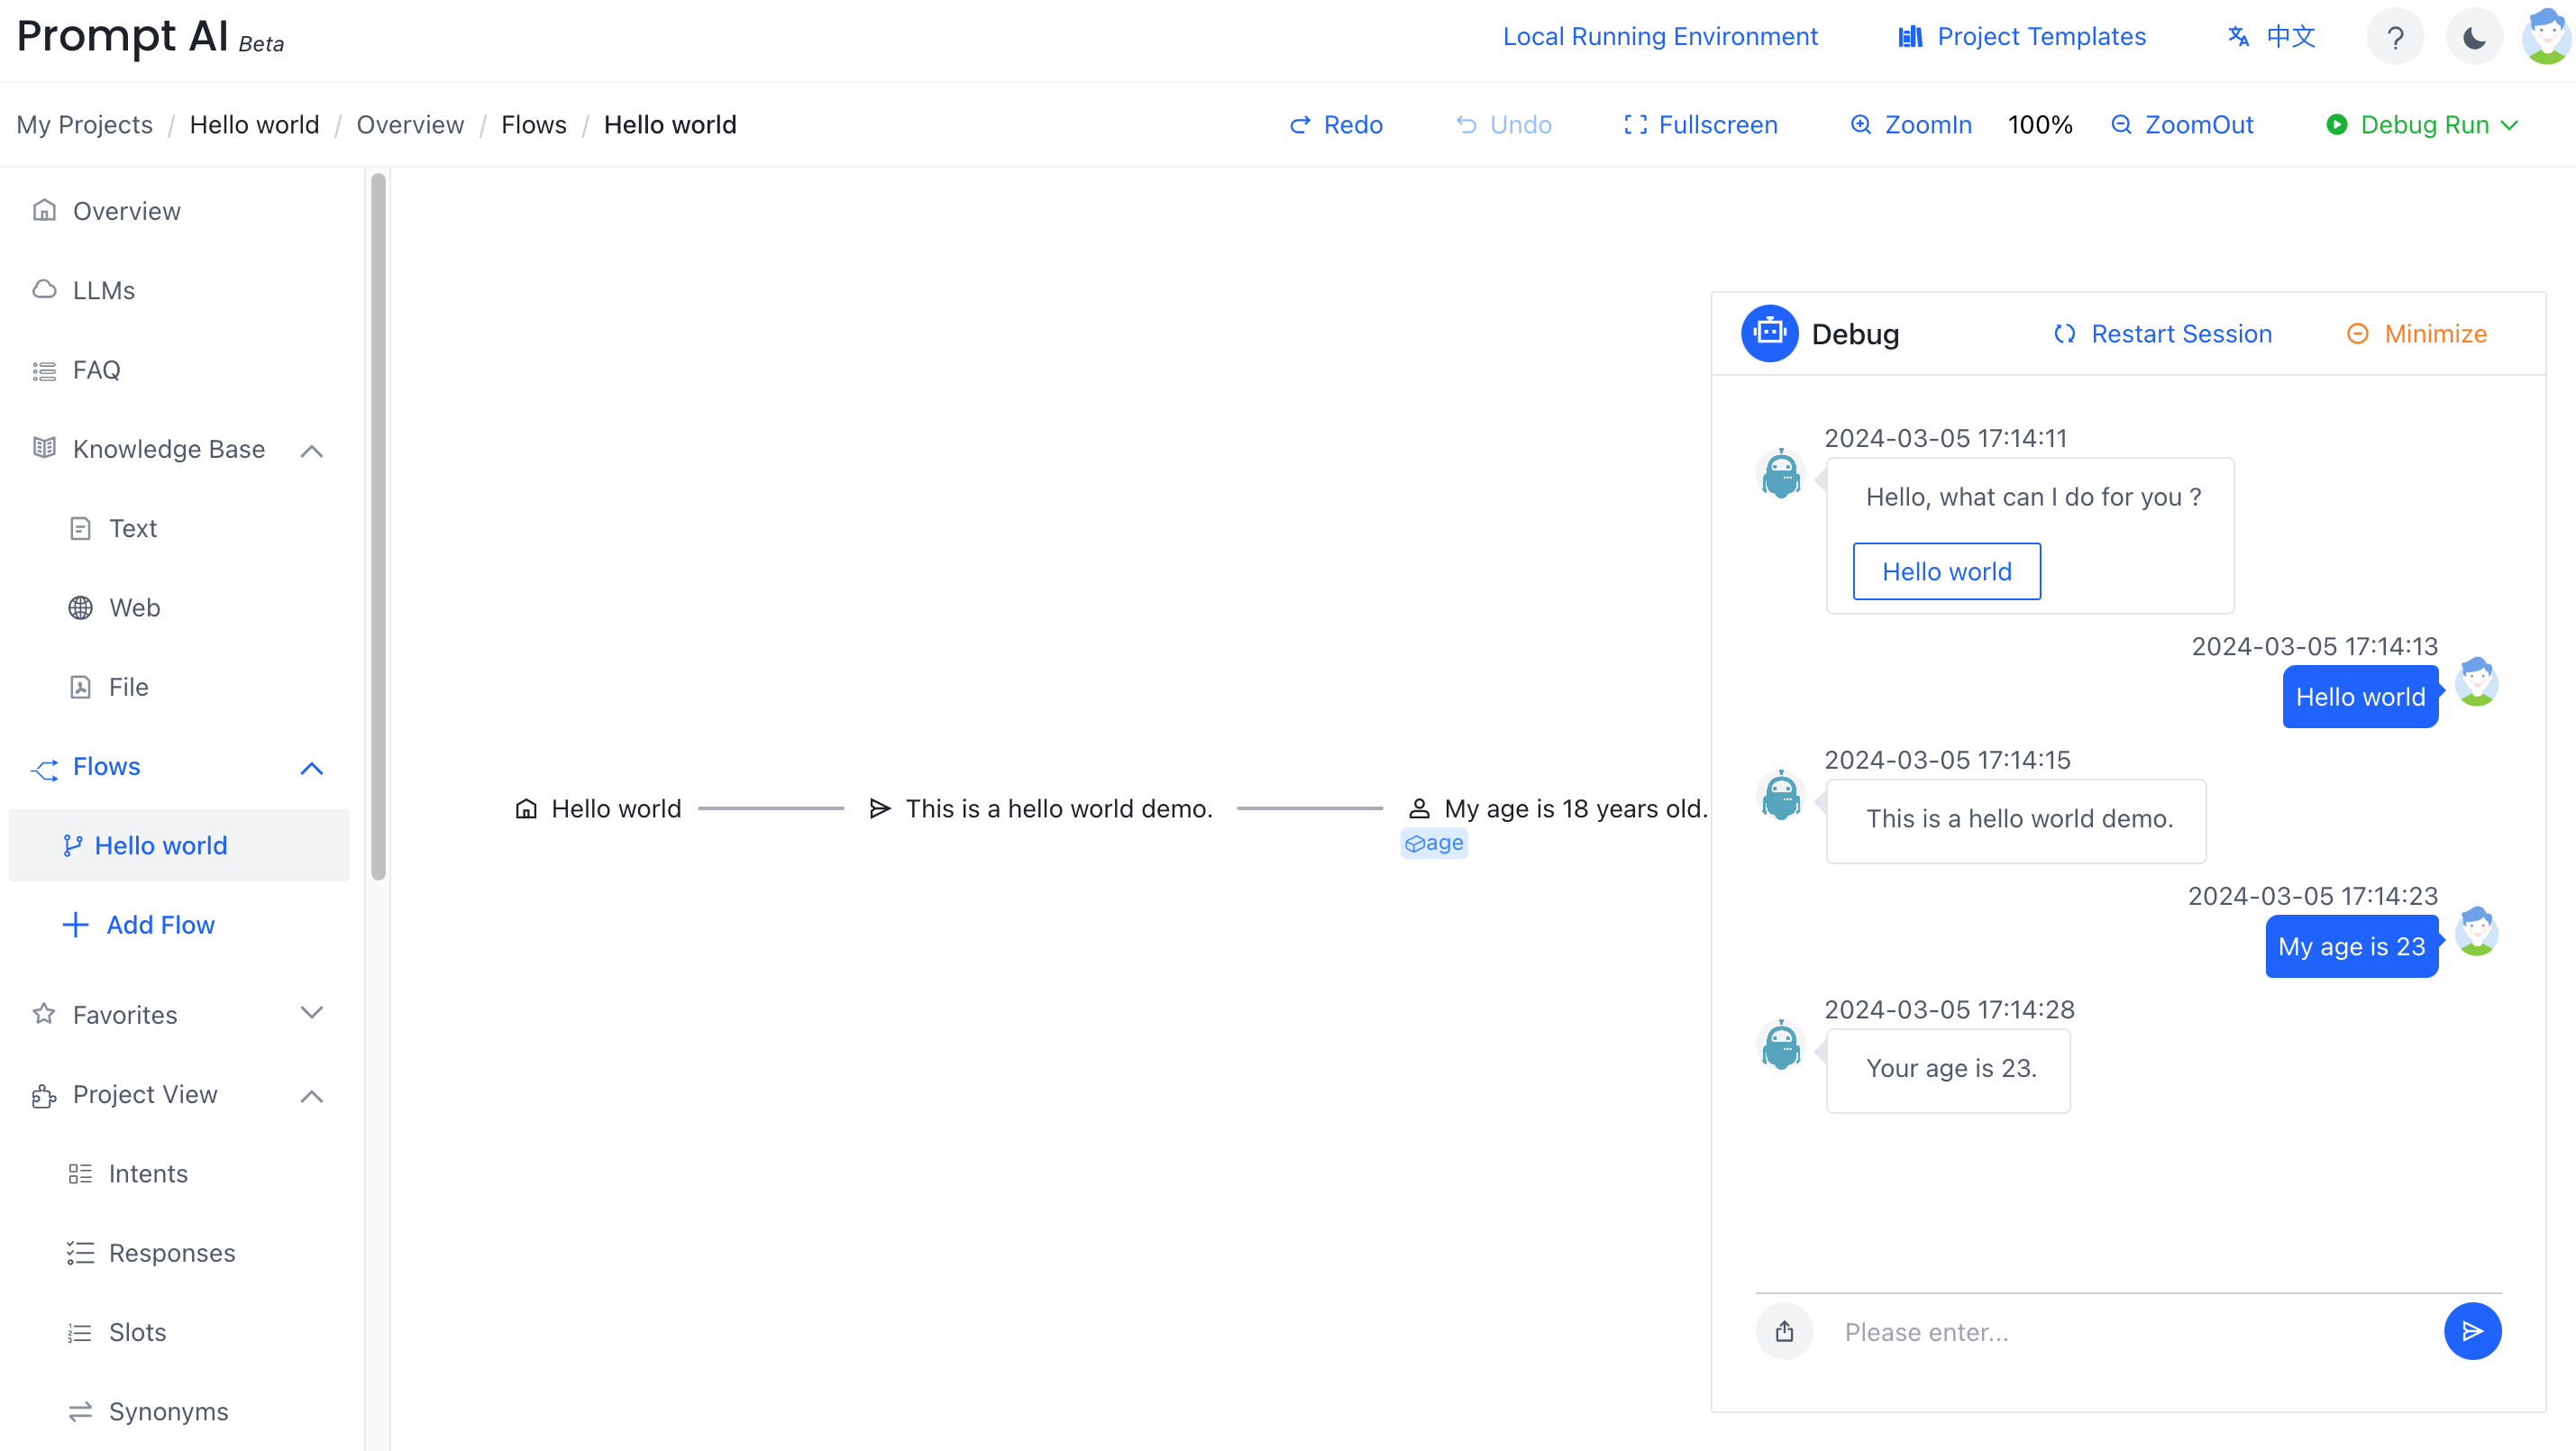 Prompt AI Beta
Local Running Environment
Project Templates
中文
?
My Projects / Hello world / Overview / Flows / Hello world
Redo
Undo
Fullscreen
ZoomIn
100%
ZoomOut
Debug Run
Overview
LLMs
FAQ
Knowledge Base
Text
Web
File
Flows
Hello world
Add Flow
Favorites
Project View
Intents
Responses
Slots
Synonyms
Hello world
This is a hello world demo.
My age is 18 years old.
age
Debug
Restart Session
Minimize
2024-03-05 17:14:11
Hello, what can I do for you ?
Hello world
2024-03-05 17:14:13
Hello world
2024-03-05 17:14:15
This is a hello world demo.
2024-03-05 17:14:23
My age is 23
2024-03-05 17:14:28
Your age is 23.
Please enter...